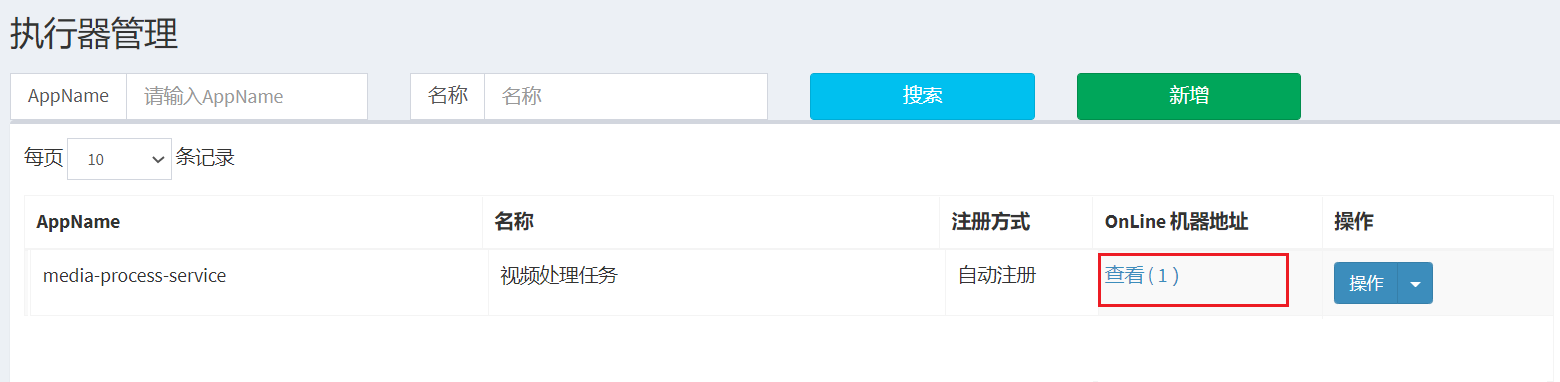 执行器管理
AppName 请输入AppName 名称 名称 搜索 新增
每页 10 条记录
AppName 名称 注册方式 OnLine 机器地址 操作
media-process-service 视频处理任务 自动注册 查看 ( 1 ) 操作